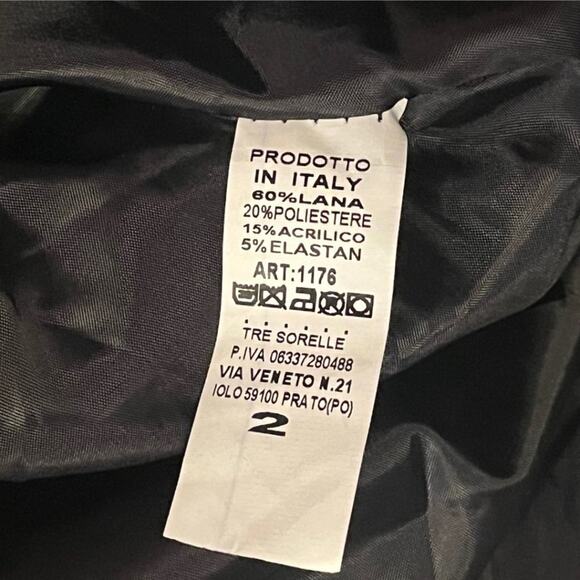 PRODOTTO
IN ITALY
60%LANA
20%POLIESTERE
15%ACRILICO
5%ELASTAN
ART:1176
TRE SORELLE
P.IVA 06337280488
VIA VENETO N.21
IOLO 59100 PRATO(PO)
2